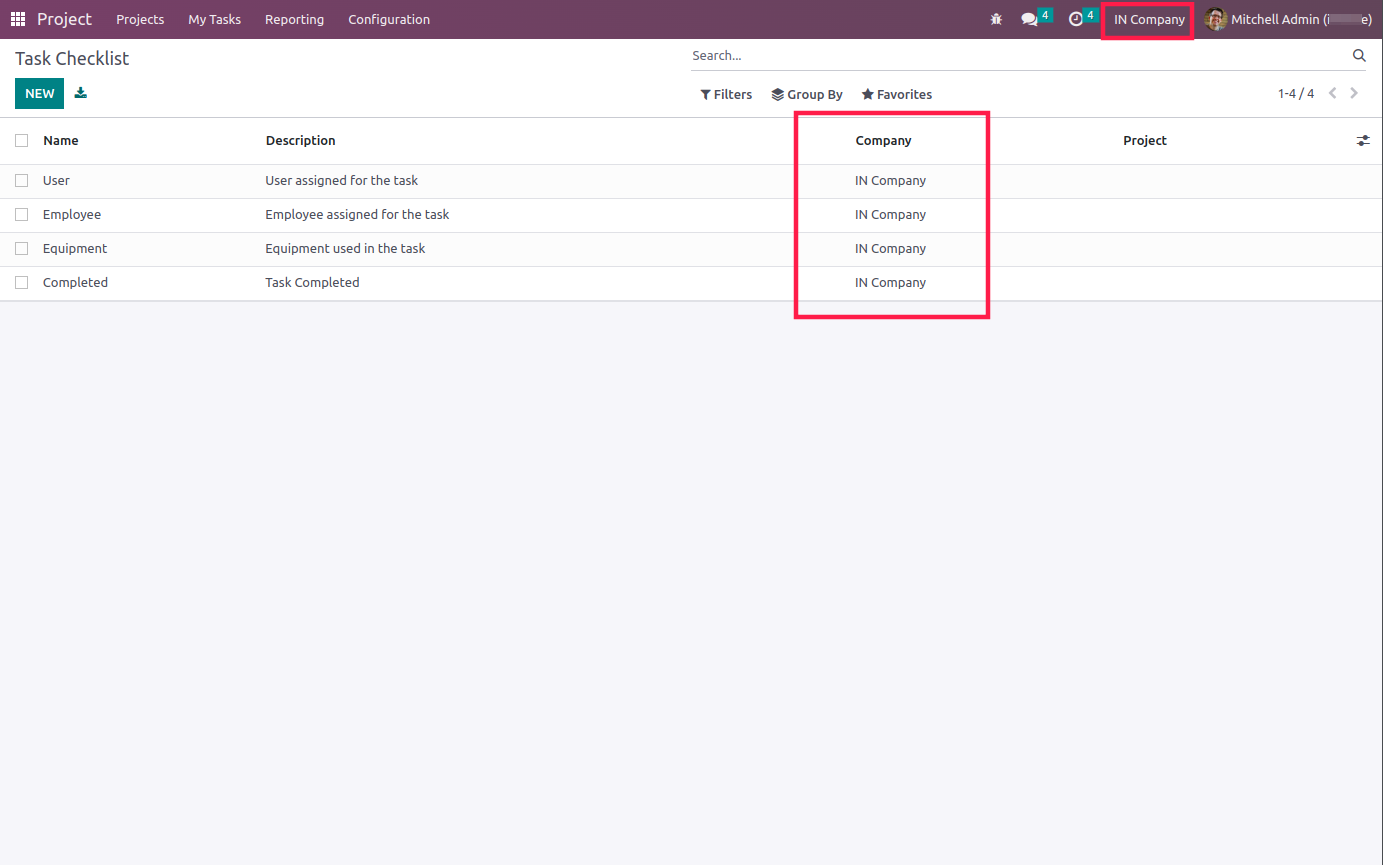 Project Projects My Tasks Reporting Configuration 4 4 IN Company Mitchell Admin (i e)
Task Checklist Search...
NEW Filters Group By Favorites 1-4 / 4
Name Description Company Project
User User assigned for the task IN Company
Employee Employee assigned for the task IN Company
Equipment Equipment used in the task IN Company
Completed Task Completed IN Company